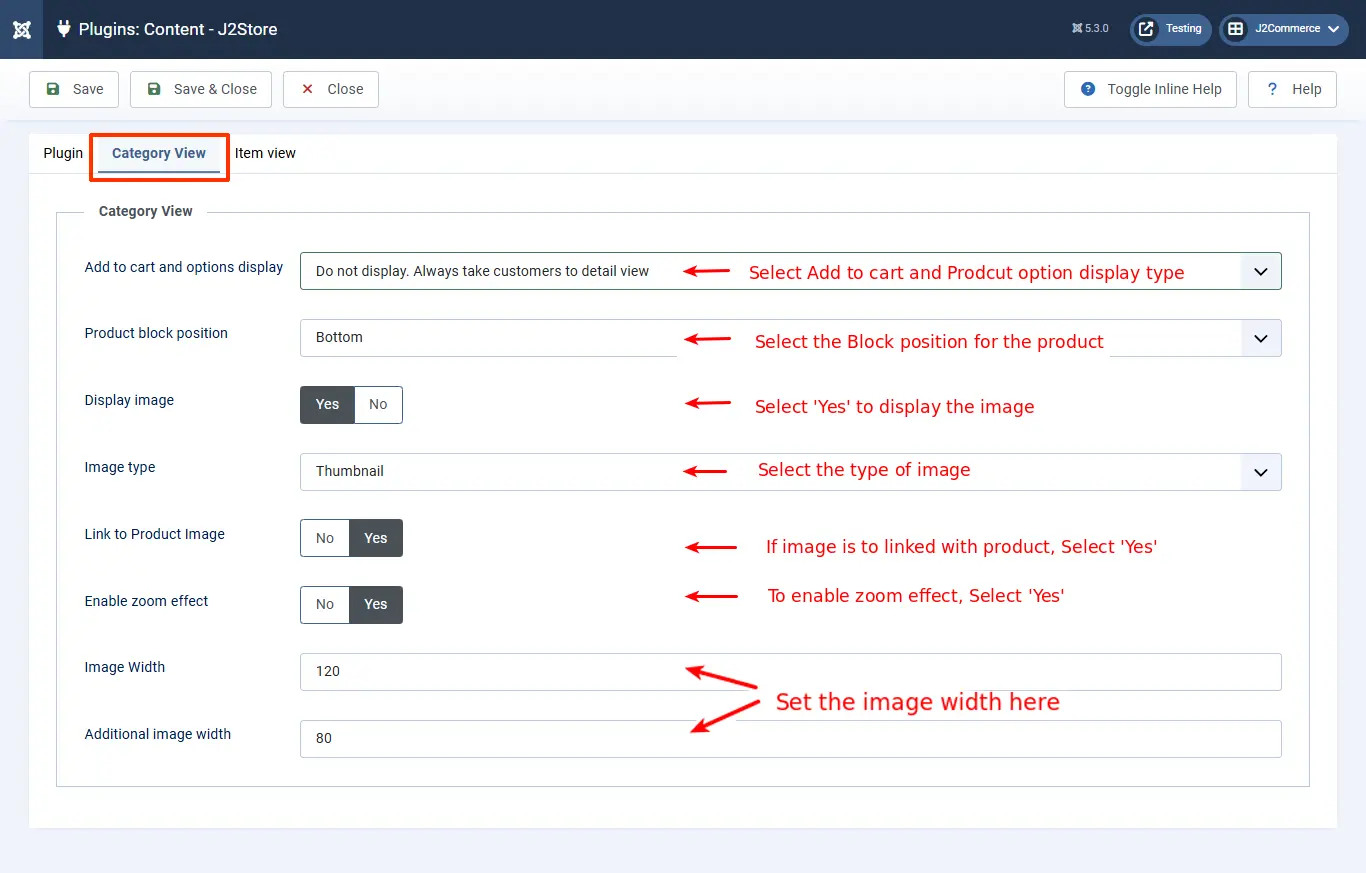 Plugins: Content - J2Store
5.3.0
Testing
J2Commerce
Save
Save & Close
Close
Toggle Inline Help
? Help
Plugin
Category View
Item view
Category View
Add to cart and options display
Do not display. Always take customers to detail view
Select Add to cart and Prodcut option display type
Product block position
Bottom
Select the Block position for the product
Display image
Yes
No
Select 'Yes' to display the image
Image type
Thumbnail
Select the type of image
Link to Product Image
No
Yes
If image is to linked with product, Select 'Yes'
Enable zoom effect
No
Yes
To enable zoom effect, Select 'Yes'
Image Width
120
Set the image width here
Additional image width
80